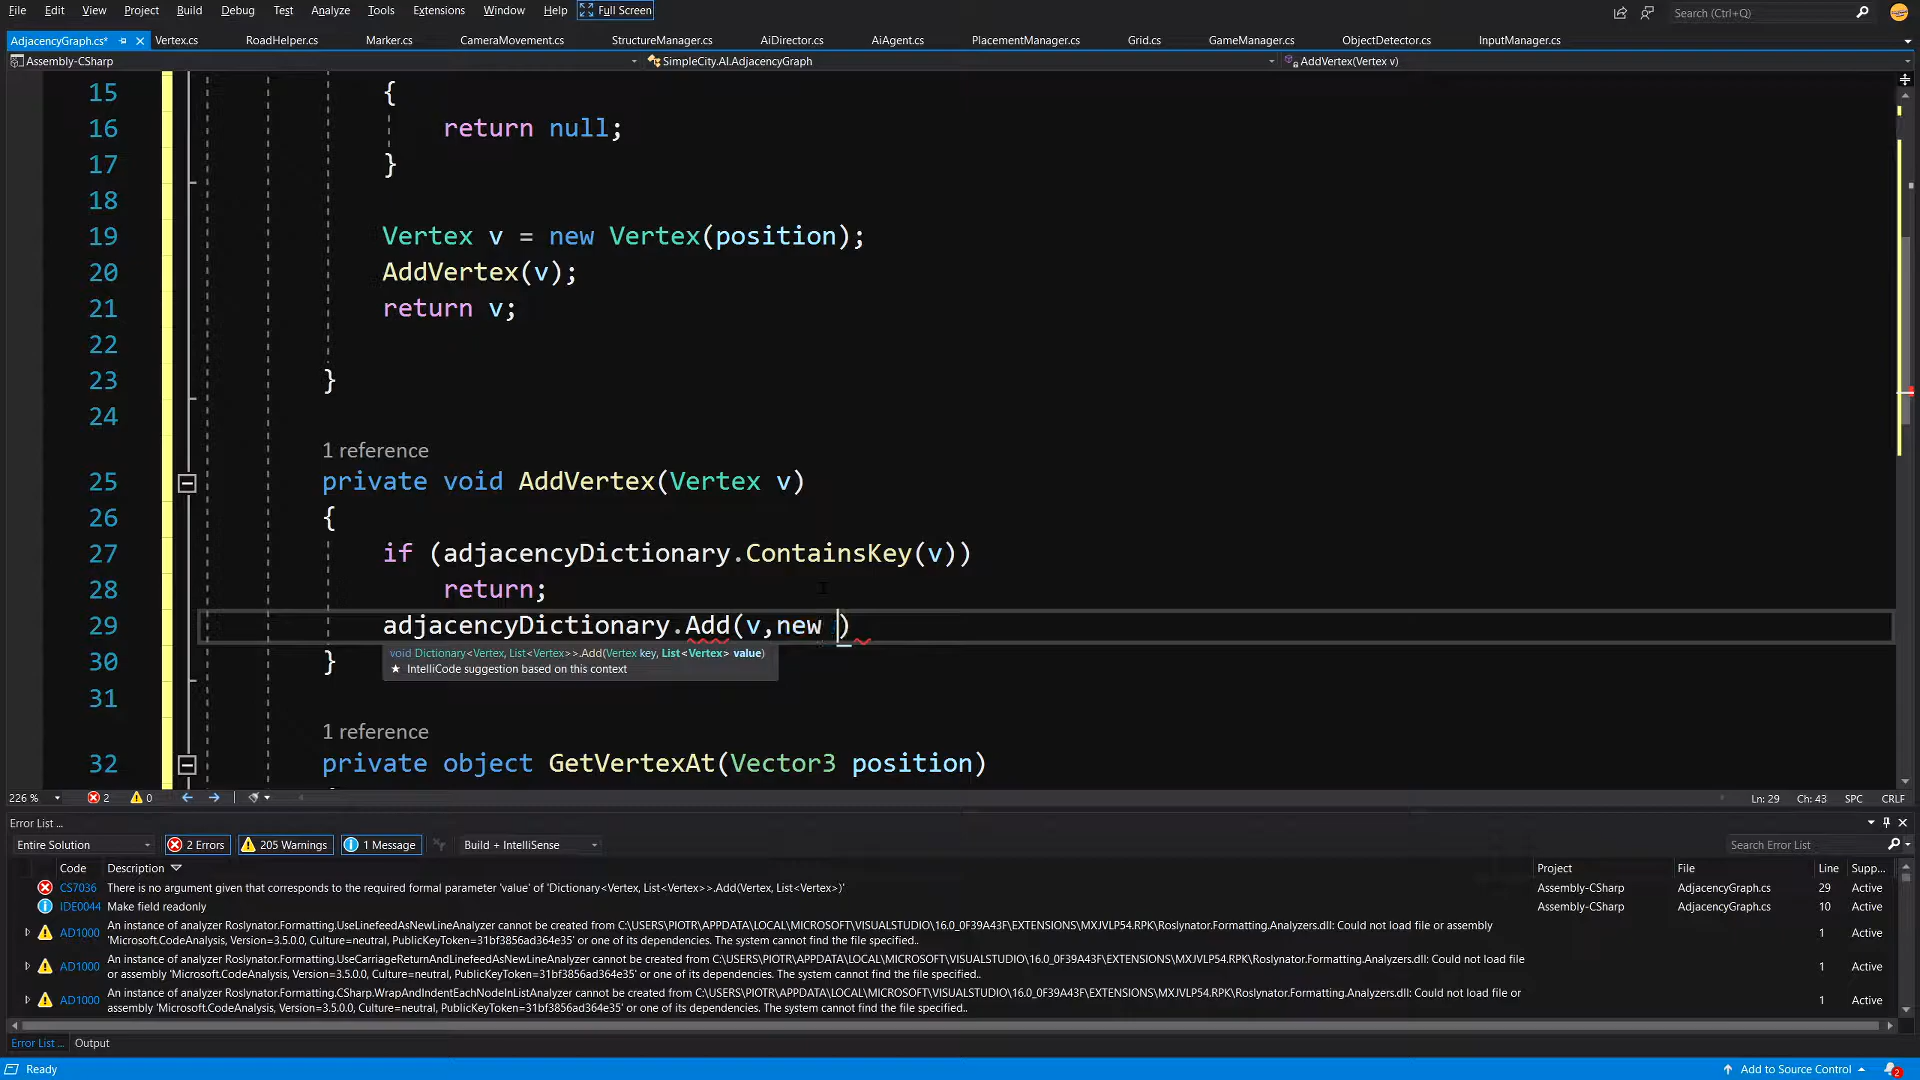 File Edit View Project Build Debug Test Analyze Tools Extensions Window Help Full Screen Search (Ctrl+Q)
AdjacencyGraph.cs* Vertex.cs RoadHelper.cs Marker.cs CameraMovement.cs StructureManager.cs AiDirector.cs AiAgent.cs PlacementManager.cs Grid.cs GameManager.cs ObjectDetector.cs InputManager.cs
Assembly-CSharp SimpleCity.AI.AdjacencyGraph AddVertex(Vertex v)
15 {
16 return null;
17 }
18
19 Vertex v = new Vertex(position);
20 AddVertex(v);
21 return v;
22
23 }
24
1 reference
25 private void AddVertex(Vertex v)
26 {
27 if (adjacencyDictionary.ContainsKey(v))
28 return;
29 adjacencyDictionary.Add(v,new )
void Dictionary<Vertex, List<Vertex>>.Add(Vertex key, List<Vertex> value)
★ IntelliCode suggestion based on this context
30 }
31
1 reference
32 private object GetVertexAt(Vector3 position)
226 % 2 0 Ln: 29 Ch: 43 SPC CRLF
Error List ...
Entire Solution 2 Errors 205 Warnings 1 Message Build + IntelliSense Search Error List
Code Description Project File Line Supp...
CS7036 There is no argument given that corresponds to the required formal parameter 'value' of 'Dictionary<Vertex, List<Vertex>>.Add(Vertex, List<Vertex>)' Assembly-CSharp AdjacencyGraph.cs 29 Active
IDE0044 Make field readonly Assembly-CSharp AdjacencyGraph.cs 10 Active
AD1000 An instance of analyzer Roslynator.Formatting.UseLinefeedAsNewLineAnalyzer cannot be created from C:\USERS\PIOTR\APPDATA\LOCAL\MICROSOFT\VISUALSTUDIO\16.0_0F39A43F\EXTENSIONS\MXJVLP54.RPK\Roslynator.Formatting.Analyzers.dll: Could not load file or assembly 1 Active
'Microsoft.CodeAnalysis, Version=3.5.0.0, Culture=neutral, PublicKeyToken=31bf3856ad364e35' or one of its dependencies. The system cannot find the file specified..
AD1000 An instance of analyzer Roslynator.Formatting.UseCarriageReturnAndLinefeedAsNewLineAnalyzer cannot be created from C:\USERS\PIOTR\APPDATA\LOCAL\MICROSOFT\VISUALSTUDIO\16.0_0F39A43F\EXTENSIONS\MXJVLP54.RPK\Roslynator.Formatting.Analyzers.dll: Could not load file 1 Active
or assembly 'Microsoft.CodeAnalysis, Version=3.5.0.0, Culture=neutral, PublicKeyToken=31bf3856ad364e35' or one of its dependencies. The system cannot find the file specified..
AD1000 An instance of analyzer Roslynator.Formatting.CSharp.WrapAndIndentEachNodeInListAnalyzer cannot be created from C:\USERS\PIOTR\APPDATA\LOCAL\MICROSOFT\VISUALSTUDIO\16.0_0F39A43F\EXTENSIONS\MXJVLP54.RPK\Roslynator.Formatting.Analyzers.dll: Could not load file or 1 Active
assembly 'Microsoft.CodeAnalysis, Version=3.5.0.0, Culture=neutral, PublicKeyToken=31bf3856ad364e35' or one of its dependencies. The system cannot find the file specified..
Error List ... Output
Ready Add to Source Control 2